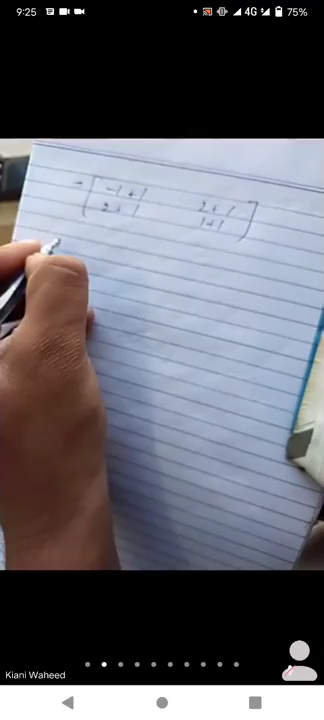 9:25 4G 75%
- [ -1 + 1 2 + 1
2 + 1 1 + 1 ]
Kiani Waheed